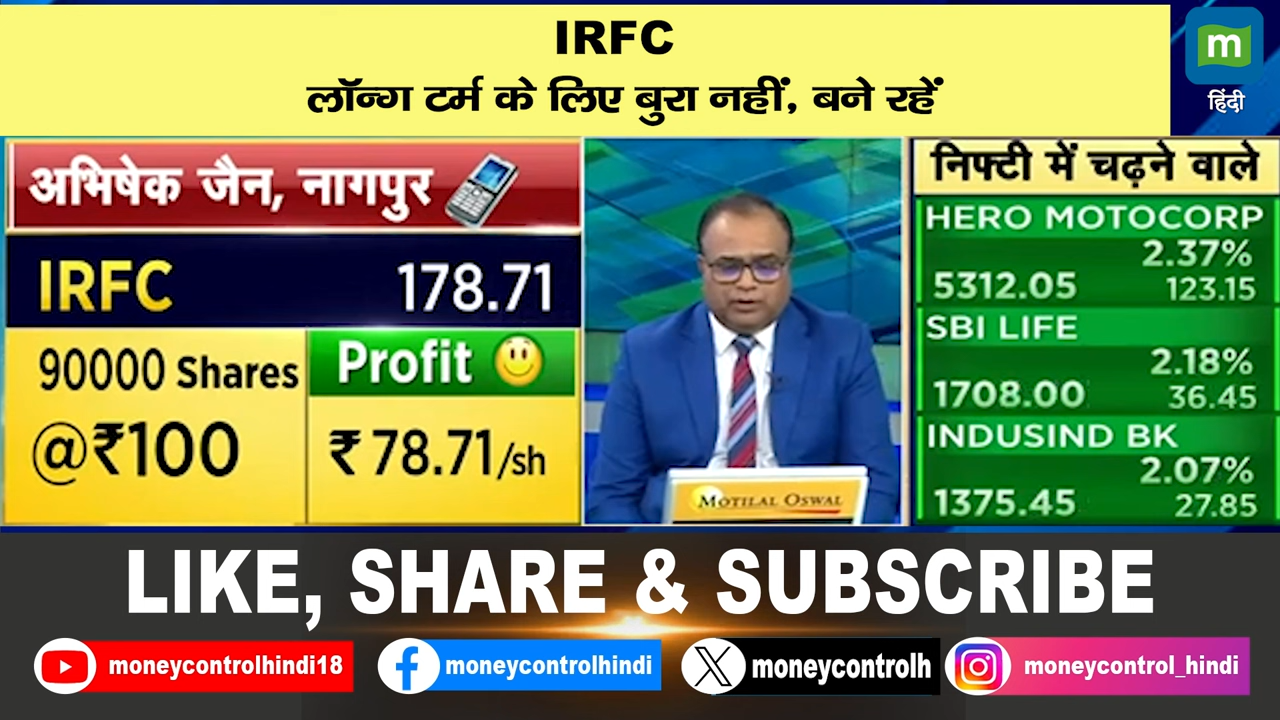 IRFC
लॉन्ग टर्म के लिए बुरा नहीं, बने रहें
m
हिंदी
अभिषेक जैन, नागपुर
IRFC 178.71
90000 Shares
@₹100
Profit
₹78.71/sh
MOTILAL OSWAL
निफ्टी में चढ़ने वाले
HERO MOTOCORP
2.37%
5312.05 123.15
SBI LIFE
2.18%
1708.00 36.45
INDUSIND BK
2.07%
1375.45 27.85
LIKE, SHARE & SUBSCRIBE
moneycontrolhindi18
moneycontrolhindi
moneycontrolh
moneycontrol_hindi